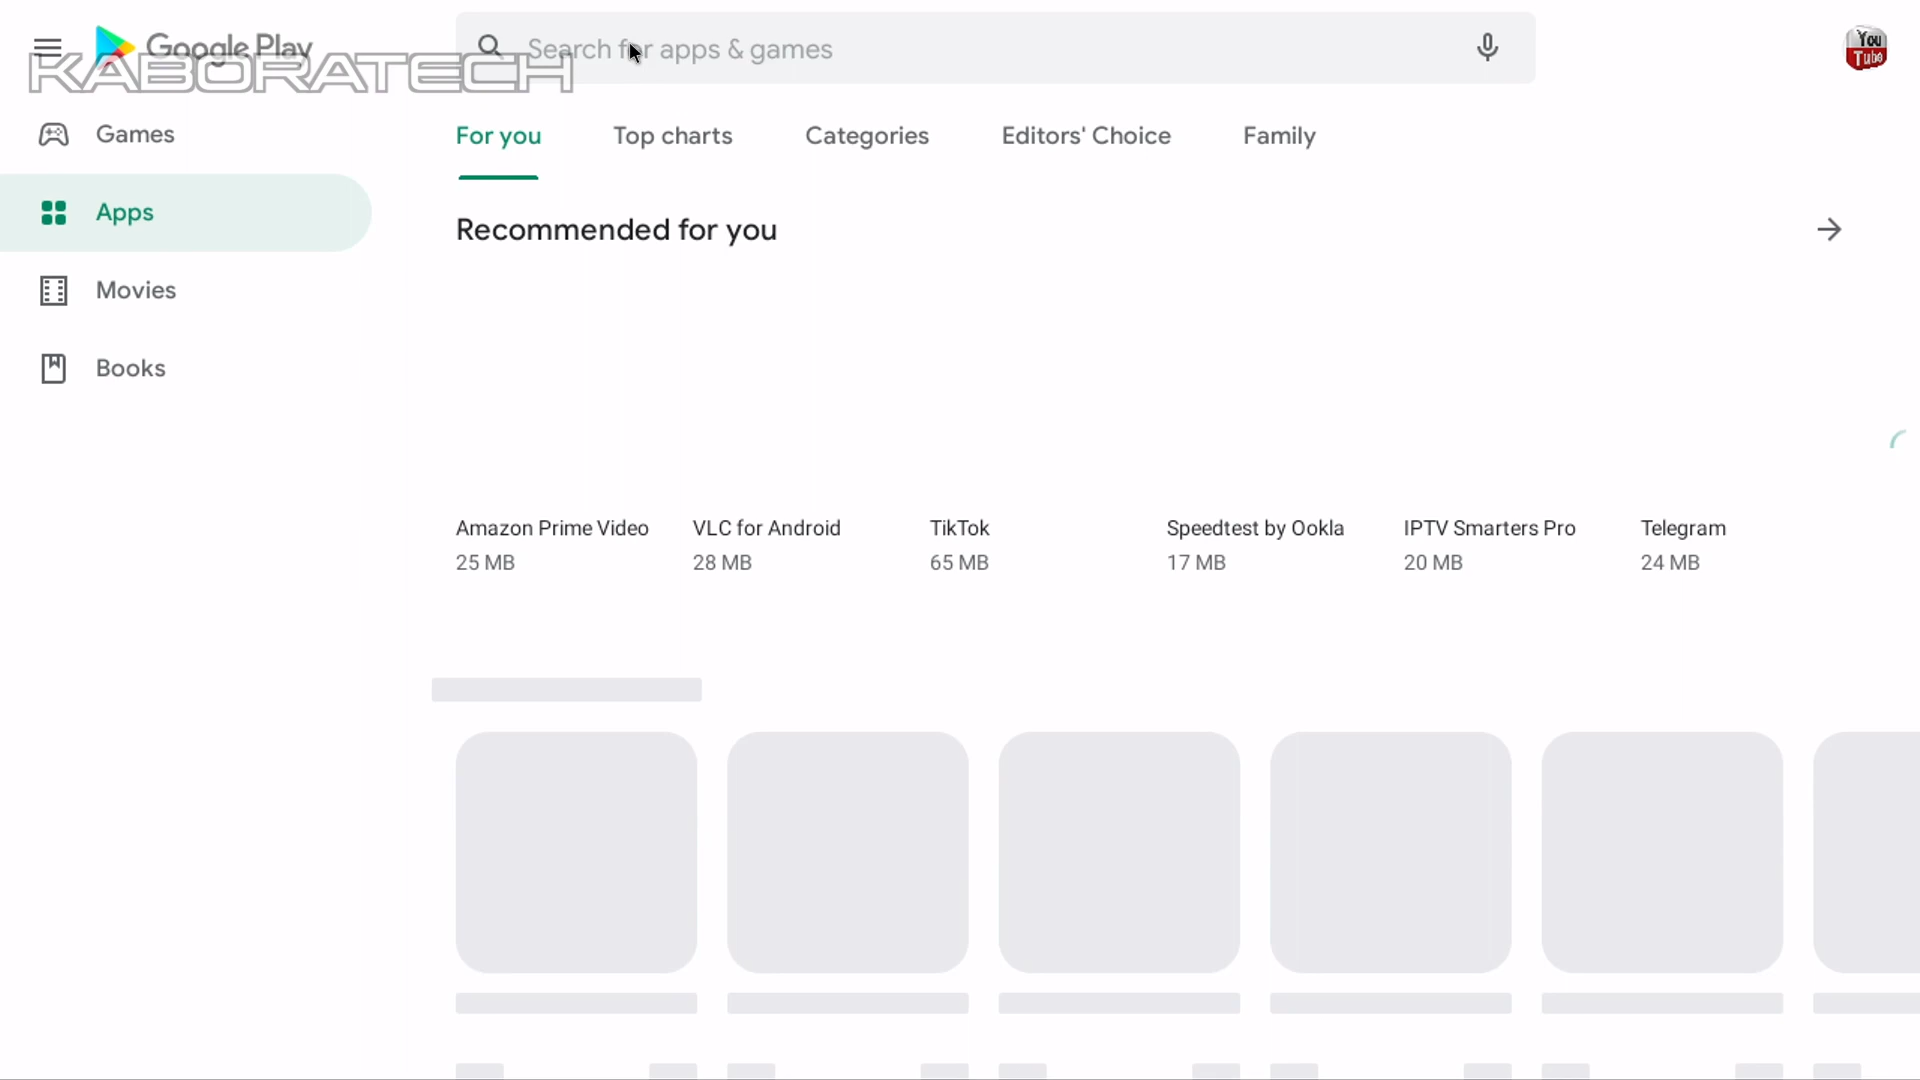 Google Play
KABORATECH
Search for apps & games
You
Tube
Games
Apps
Movies
Books
For you
Top charts
Categories
Editors' Choice
Family
Recommended for you
Amazon Prime Video
25 MB
VLC for Android
28 MB
TikTok
65 MB
Speedtest by Ookla
17 MB
IPTV Smarters Pro
20 MB
Telegram
24 MB